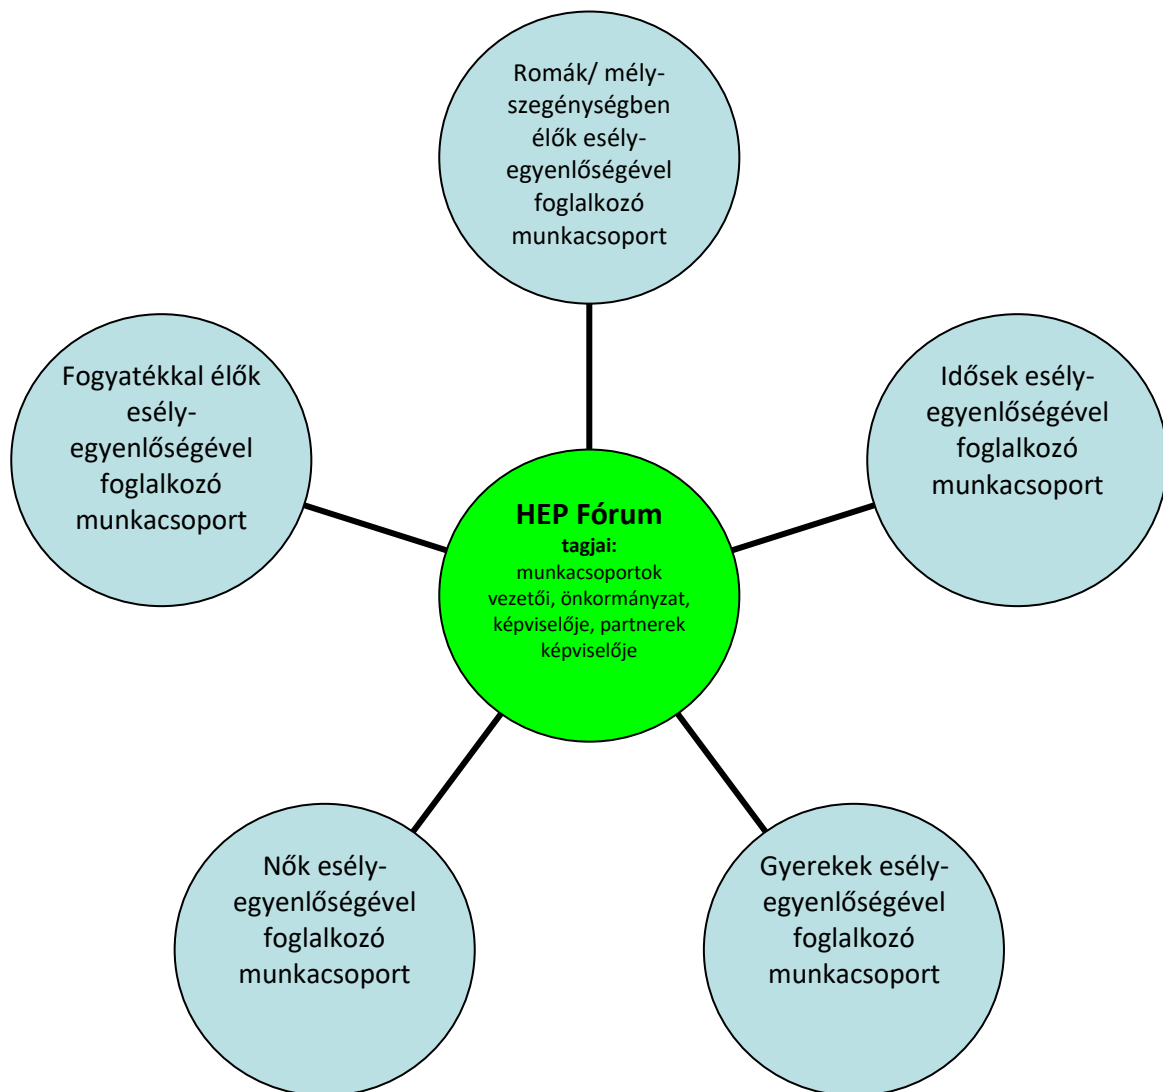 Romák/ mély-
szegénységben
élők esély-
egyenlőségével
foglalkozó
munkacsoport
Fogyatékkal élők
esély-
egyenlőségével
foglalkozó
munkacsoport
Idősek esély-
egyenlőségével
foglalkozó
munkacsoport
HEP Fórum
tagjai:
munkacsoportok
vezetői, önkormányzat,
képviselője, partnerek
képviselője
Nők esély-
egyenlőségével
foglalkozó
munkacsoport
Gyerekek esély-
egyenlőségével
foglalkozó
munkacsoport